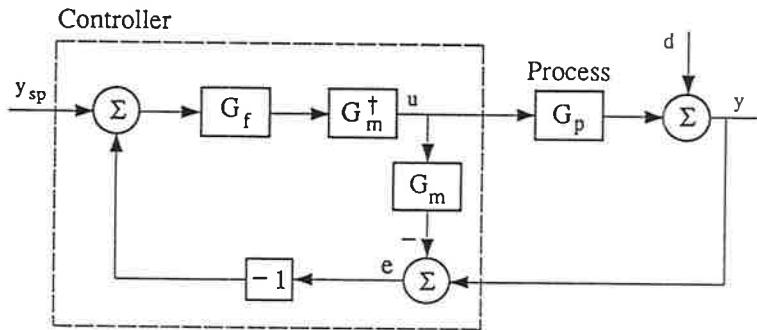 Controller
d
y_sp
Σ
G_f
G_m^†
u
Process
G_p
Σ
y
G_m
−
−1
e
Σ